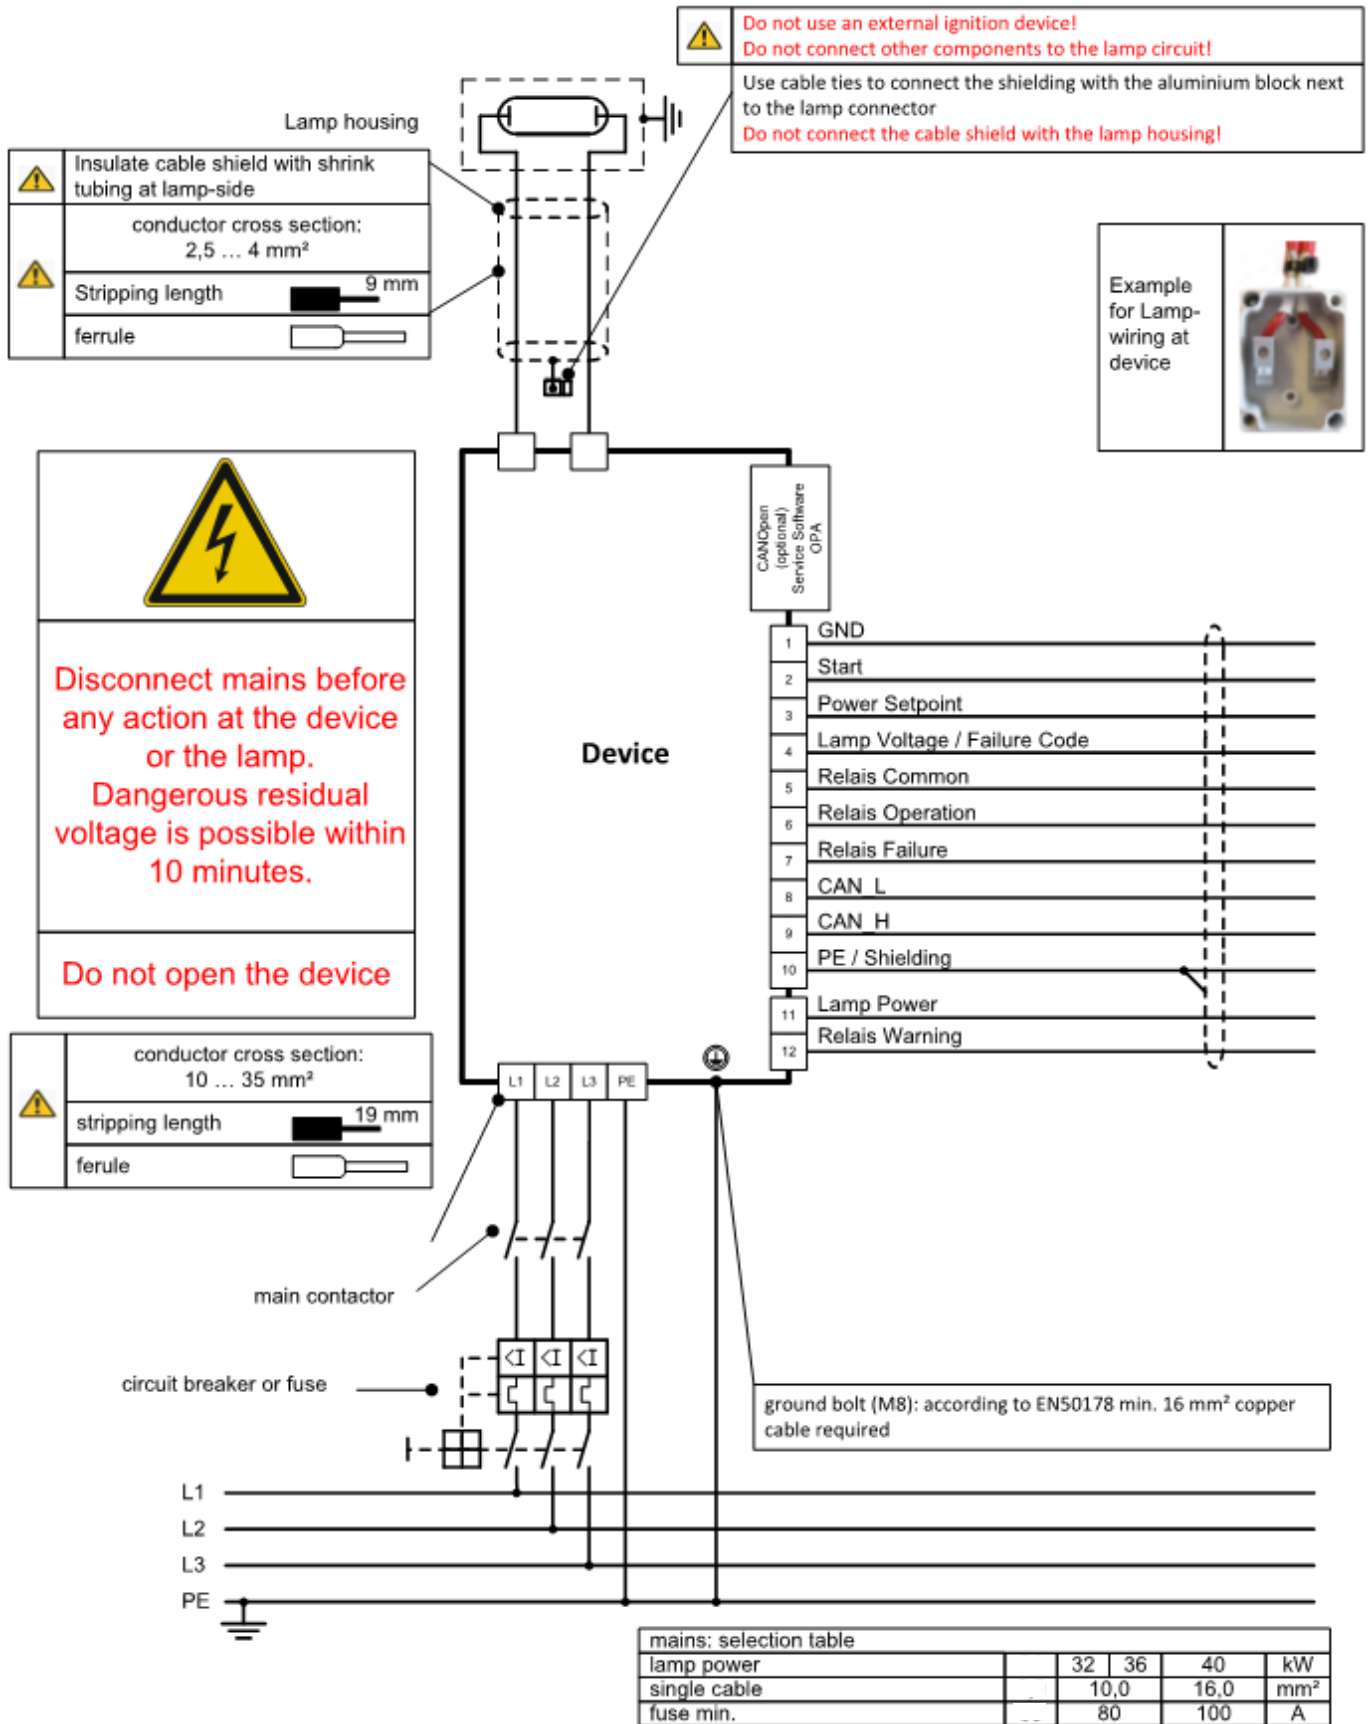 Do not use an external ignition device!
Do not connect other components to the lamp circuit!
Use cable ties to connect the shielding with the aluminium block next
to the lamp connector
Do not connect the cable shield with the lamp housing!
Lamp housing
Insulate cable shield with shrink
tubing at lamp-side
conductor cross section:
2,5 ... 4 mm²
Stripping length
9 mm
ferrule
Example
for Lamp-
wiring at
device
CANOpen
(optional)
Service Software
OPA
Disconnect mains before
any action at the device
or the lamp.
Dangerous residual
voltage is possible within
10 minutes.
Do not open the device
Device
1 GND
2 Start
3 Power Setpoint
4 Lamp Voltage / Failure Code
5 Relais Common
6 Relais Operation
7 Relais Failure
8 CAN_L
9 CAN_H
10 PE / Shielding
11 Lamp Power
12 Relais Warning
conductor cross section:
10 ... 35 mm²
stripping length
19 mm
ferule
L1 L2 L3 PE
main contactor
circuit breaker or fuse
ground bolt (M8): according to EN50178 min. 16 mm² copper
cable required
L1
L2
L3
PE
mains: selection table
lamp power 32 36 40 kW
single cable 10,0 16,0 mm²
fuse min. 80 100 A